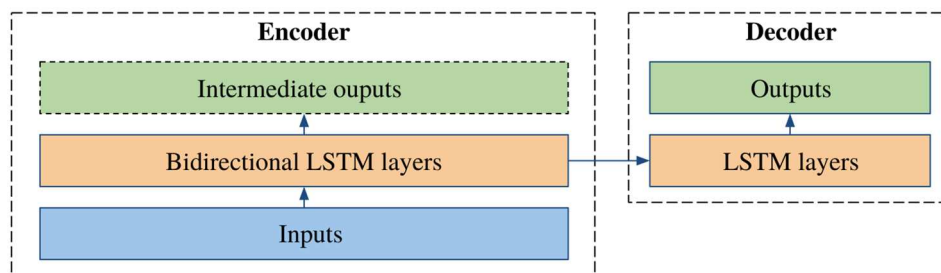 Encoder
Intermediate ouputs
Bidirectional LSTM layers
Inputs
Decoder
Outputs
LSTM layers